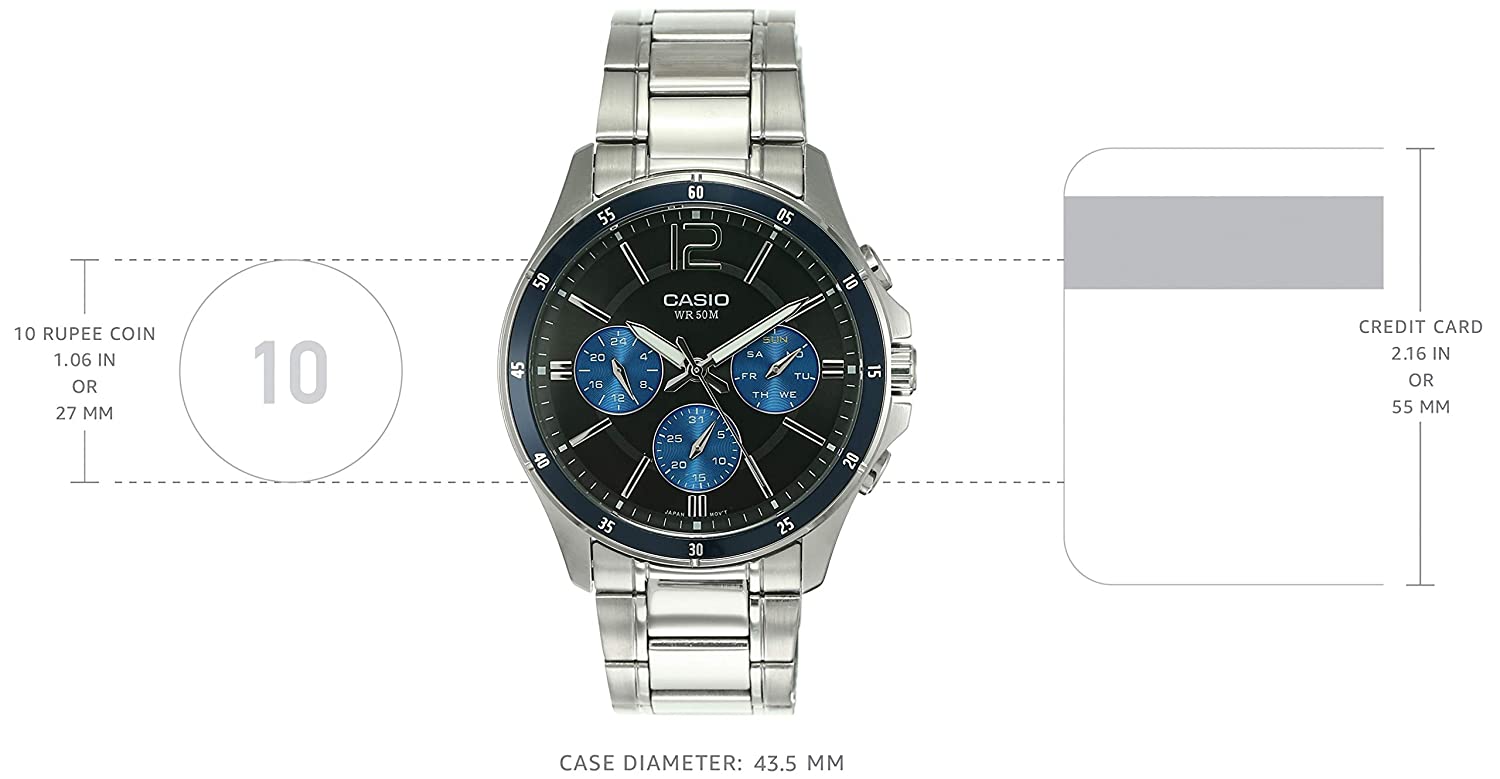 60
55
05
50
10
12
CASIO
WR 50M
10 RUPEE COIN
1.06 IN
OR
27 MM
10
45
15
24
20
4
16
8
12
SUN
SA
MO
FR
TU
TH
WE
31
25
5
20
10
15
40
20
35
25
30
JAPAN MOV'T
CREDIT CARD
2.16 IN
OR
55 MM
CASE DIAMETER: 43.5 MM